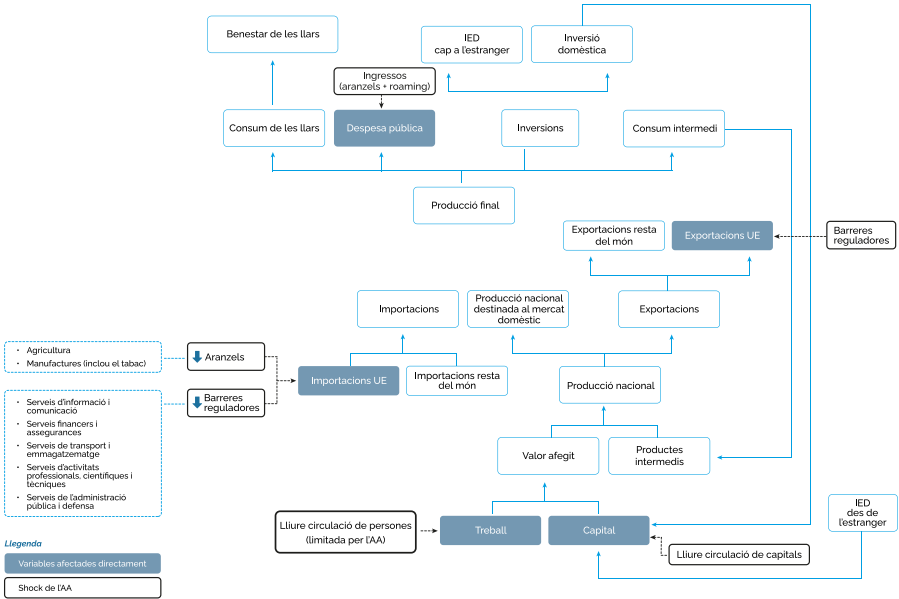 Benestar de les llars
IED
cap a l'estranger
Inversió
domèstica
Ingressos
(aranzels + roaming)
Consum de les llars
Despesa pública
Inversions
Consum intermedi
Producció final
Exportacions resta
del món
Exportacions UE
Barreres
reguladores
Importacions
Producció nacional
destinada al mercat
domèstic
Exportacions
• Agricultura
• Manufactures (inclou el tabac)
Aranzels
Importacions UE
Importacions resta
del món
Producció nacional
Barreres
reguladores
• Serveis d'informació i
comunicació
• Serveis financers i
assegurances
• Serveis de transport i
emmagatzematge
• Serveis d'activitats
professionals, científiques i
tècniques
• Serveis de l'administració
pública i defensa
Valor afegit
Productes
intermedis
IED
des de
l'estranger
Lliure circulació de persones
(limitada per l'AA)
Treball
Capital
Lliure circulació de capitals
Llegenda
Variables afectades directament
Shock de l'AA